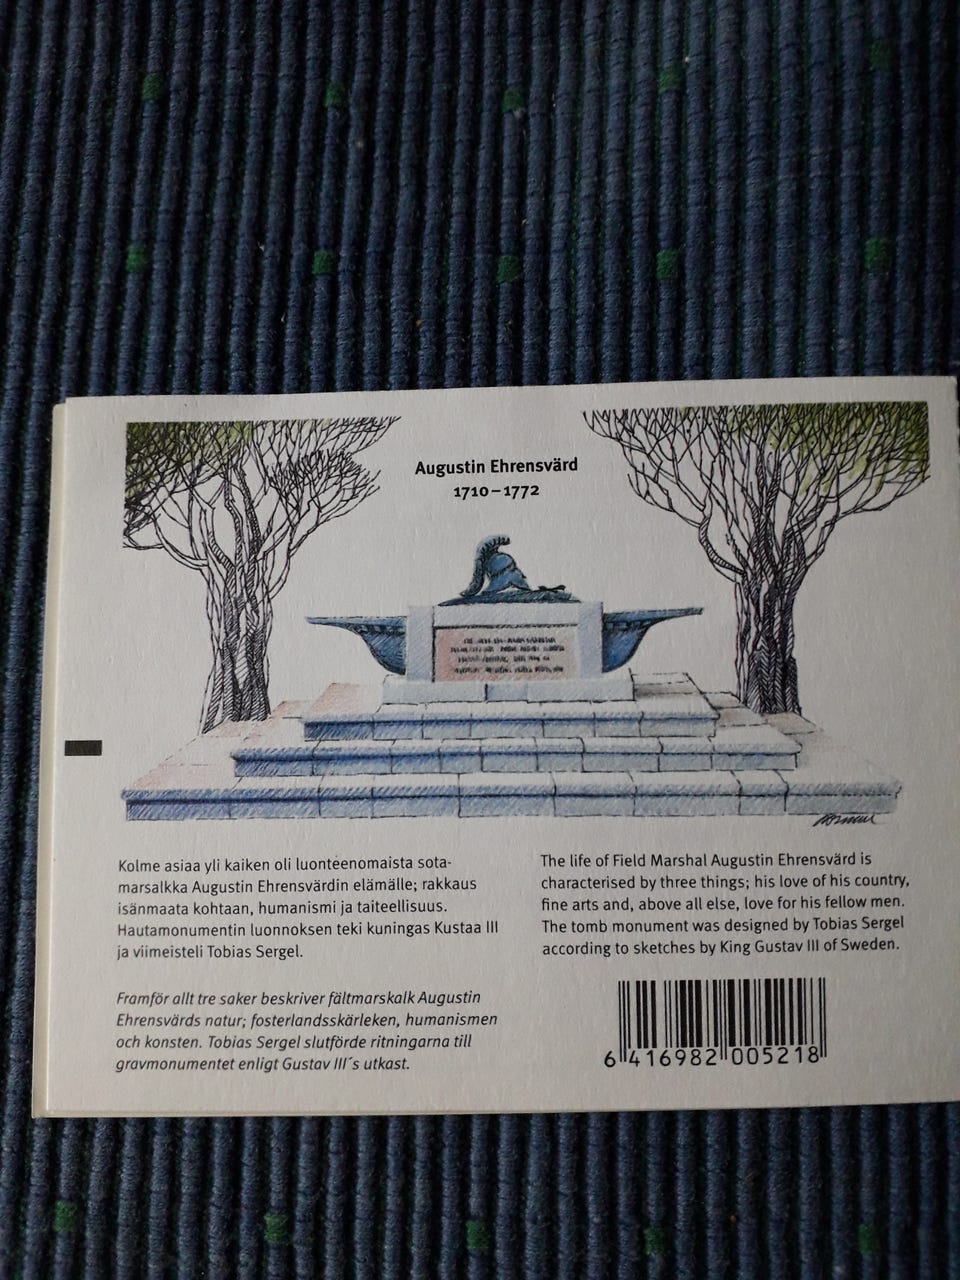 Augustin Ehrensvärd
1710–1772
Kolme asiaa yli kaiken oli luonteenomaista sota-
marsalkka Augustin Ehrensvärdin elämälle; rakkaus
isänmaata kohtaan, humanismi ja taiteellisuus.
Hautamonumentin luonnoksen teki kuningas Kustaa III
ja viimeisteli Tobias Sergel.
Framför allt tre saker beskriver fältmarskalk Augustin
Ehrensvärds natur; fosterlandsskärleken, humanismen
och konsten. Tobias Sergel slutförde ritningarna till
gravmonumentet enligt Gustav III´s utkast.
The life of Field Marshal Augustin Ehrensvärd is
characterised by three things; his love of his country,
fine arts and, above all else, love for his fellow men.
The tomb monument was designed by Tobias Sergel
according to sketches by King Gustav III of Sweden.
6 416982 005218